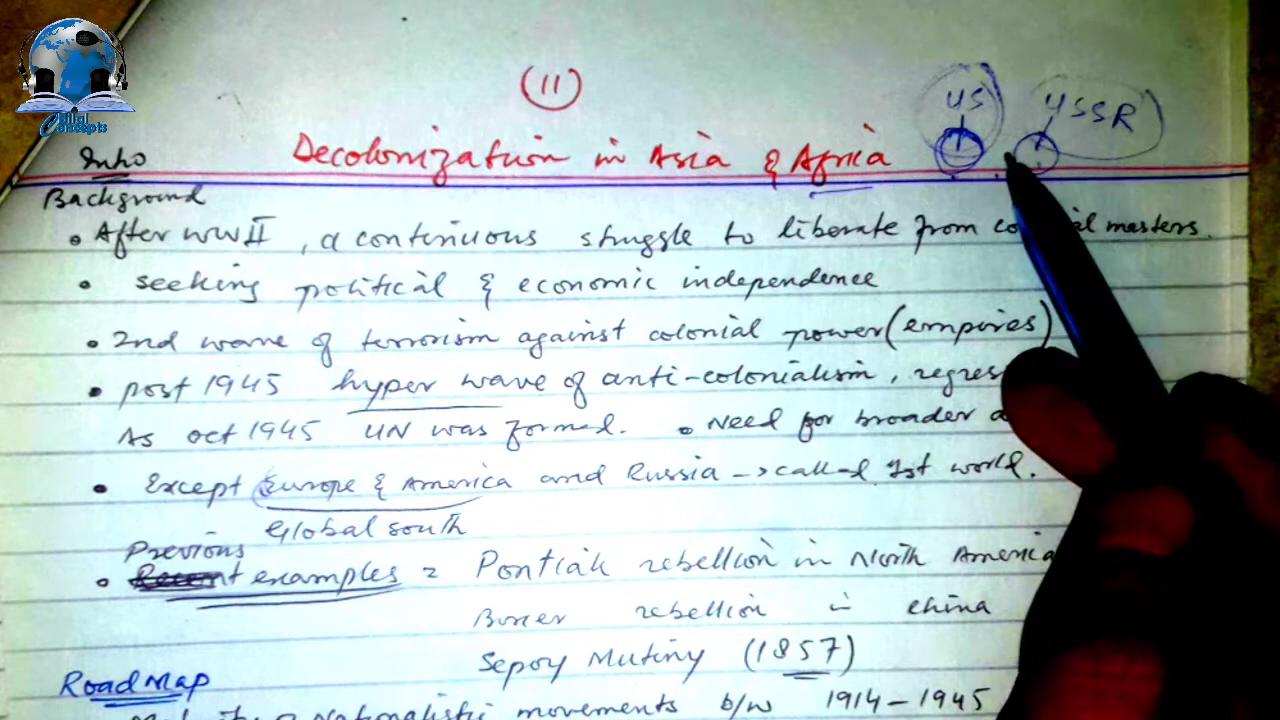 Bilal
Concepts
(11)
US USSR
Intro Decolonization in Asia & Africa
Background
• After WWII, a continuous struggle to liberate from masters.
• seeking political & economic independence
• 2nd wave of terrorism against colonial power (empires)
• post 1945 hyper wave of anti-colonialism,
As oct 1945 UN was formed. • Need for broader
• Except Europe & America and Russia → called 1st world.
Global south
Previous
• examples = Pontiak rebellion in North America
Boxer rebellion in China
Sepoy Mutiny (1857)
Road Map
Nationalistic movements b/w 1914-1945